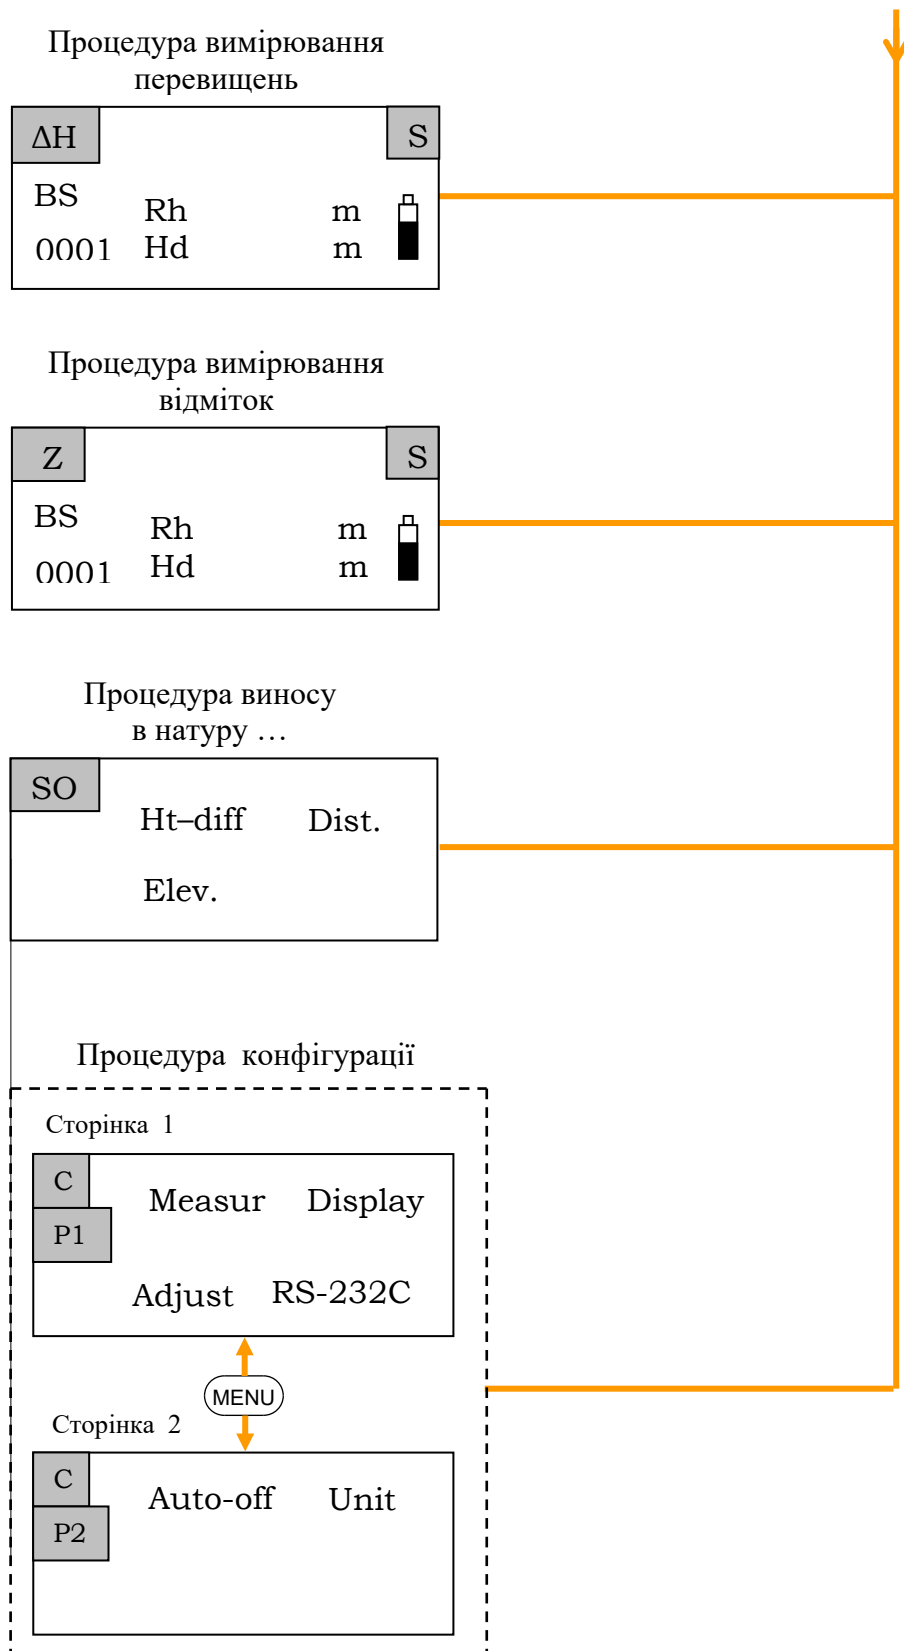 Процедура вимірювання
перевищень
ΔH S
BS
Rh m
0001 Hd m
Процедура вимірювання
відміток
Z S
BS
Rh m
0001 Hd m
Процедура виносу
в натуру ...
SO
Ht–diff Dist.
Elev.
Процедура конфігурації
Сторінка 1
C
Measur Display
P1
Adjust RS-232C
MENU
Сторінка 2
C
Auto-off Unit
P2